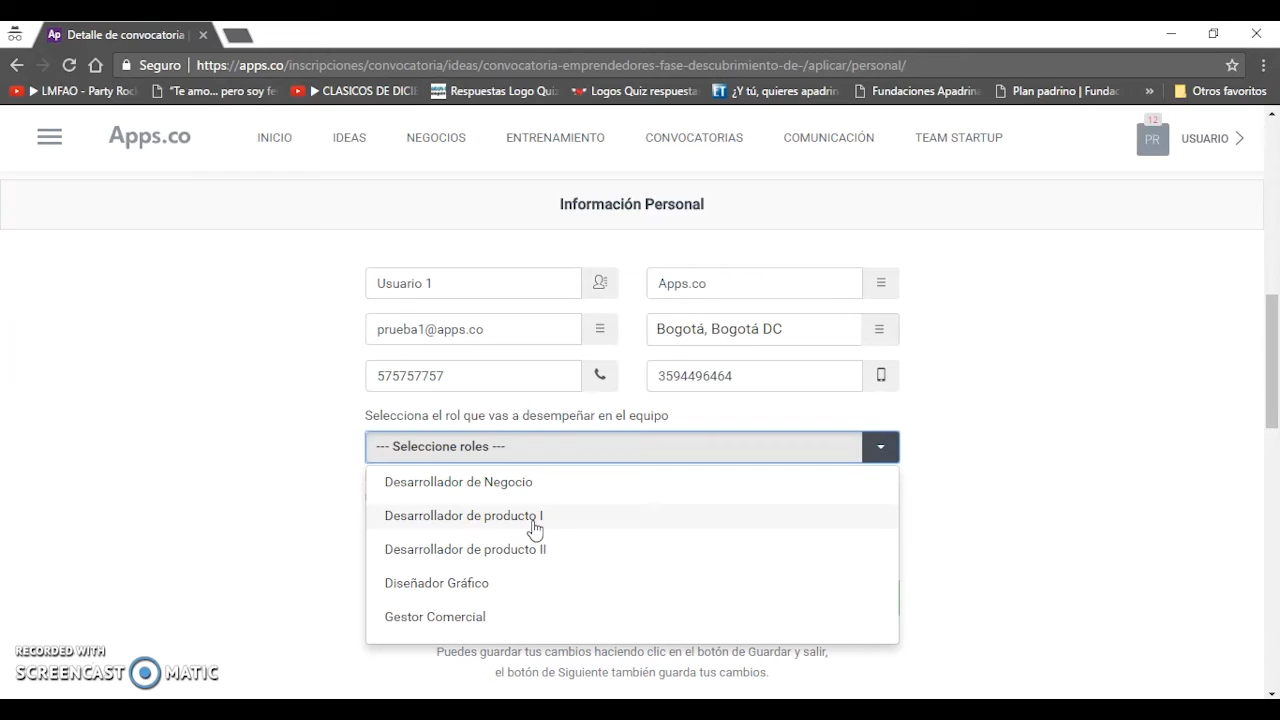 Ap Detalle de convocatoria |
Seguro https://apps.co/inscripciones/convocatoria/ideas/convocatoria-emprendedores-fase-descubrimiento-de-/aplicar/personal/
LMFAO - Party Roc
"Te amo... pero soy fe
CLASICOS DE DICIE
Respuestas Logo Quiz
Logos Quiz respuesta
ET ¿Y tú, quieres apadrin
Fundaciones Apadrina
Plan padrino | Fundac
»
Otros favoritos
Apps.co
INICIO
IDEAS
NEGOCIOS
ENTRENAMIENTO
CONVOCATORIAS
COMUNICACIÓN
TEAM STARTUP
12
PR
USUARIO
Información Personal
Usuario 1
Apps.co
prueba1@apps.co
Bogotá, Bogotá DC
575757757
3594496464
Selecciona el rol que vas a desempeñar en el equipo
--- Seleccione roles ---
Desarrollador de Negocio
Desarrollador de producto I
Desarrollador de producto II
Diseñador Gráfico
Gestor Comercial
Puedes guardar tus cambios haciendo clic en el botón de Guardar y salir,
el botón de Siguiente también guarda tus cambios.
RECORDED WITH
SCREENCAST MATIC